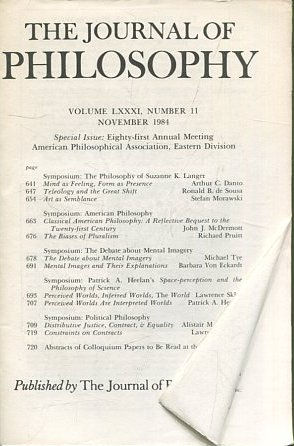 THE JOURNAL OF
PHILOSOPHY
VOLUME LXXXI, NUMBER 11
NOVEMBER 1984
Special Issue: Eighty-first Annual Meeting
American Philosophical Association, Eastern Division
page
Symposium: The Philosophy of Suzanne K. Langer
641 Mind as Feeling, Form as Presence Arthur C. Danto
647 Teleology and the Great Shift Ronald B. de Sousa
654 Art as Semblance Stefan Morawski
Symposium: American Philosophy
663 Classical American Philosophy: A Reflective Bequest to the
Twenty-first Century John J. McDermott
676 The Biases of Pluralism Richard Pruitt
Symposium: The Debate about Mental Imagery
678 The Debate about Mental Imagery Michael Tye
691 Mental Images and Their Explanations Barbara Von Eckardt
Symposium: Patrick A. Heelan's Space-perception and the
Philosophy of Science
695 Perceived Worlds, Inferred Worlds, The World Lawrence Sk
707 Perceived Worlds Are Interpreted Worlds Patrick A. He
Symposium: Political Philosophy
709 Distributive Justice, Contract, & Equality Alistair M
719 Constraints on Contracts Lawr
720 Abstracts of Colloquium Papers to Be Read at th
Published by The Journal of P